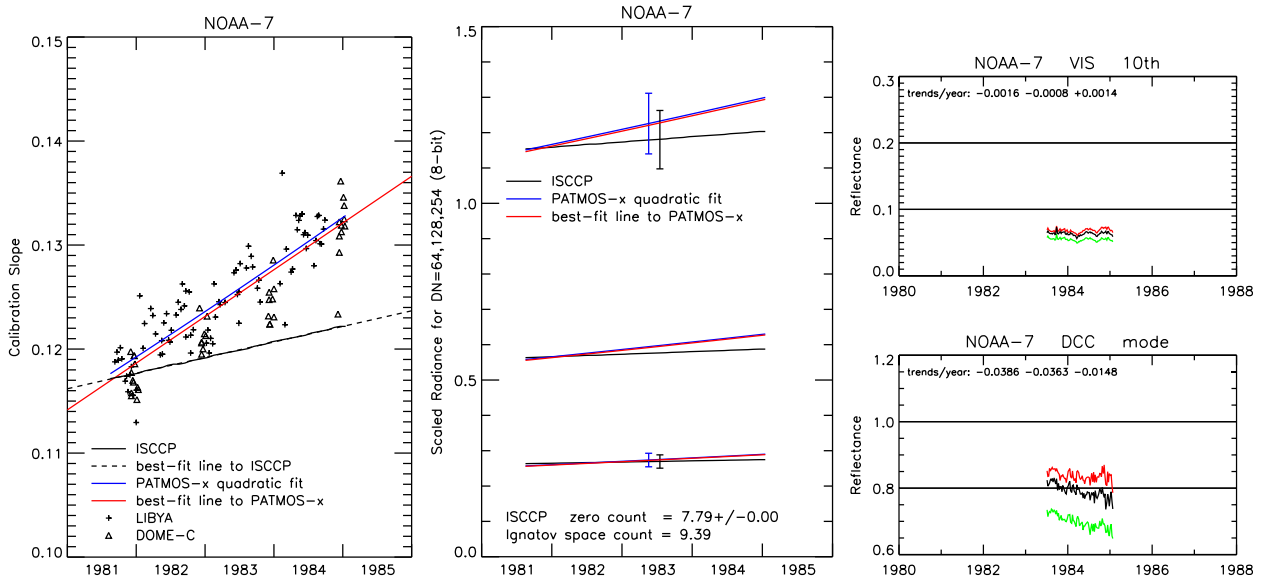 NOAA−7
Calibration Slope
0.15
0.14
0.13
0.12
0.11
0.10
ISCCP
best−fit line to ISCCP
PATMOS−x quadratic fit
best−fit line to PATMOS−x
LIBYA
DOME−C
1981 1982 1983 1984 1985
NOAA−7
Scaled Radiance for DN=64,128,254 (8−bit)
1.5
1.0
0.5
0.0
ISCCP
PATMOS−x quadratic fit
best−fit line to PATMOS−x
ISCCP zero count = 7.79+/−0.00
Ignatov space count = 9.39
1981 1982 1983 1984 1985
NOAA−7 VIS 10th
Reflectance
0.3
0.2
0.1
0.0
trends/year: −0.0016 −0.0008 +0.0014
1980 1982 1984 1986 1988
NOAA−7 DCC mode
Reflectance
1.2
1.0
0.8
0.6
trends/year: −0.0386 −0.0363 −0.0148
1980 1982 1984 1986 1988